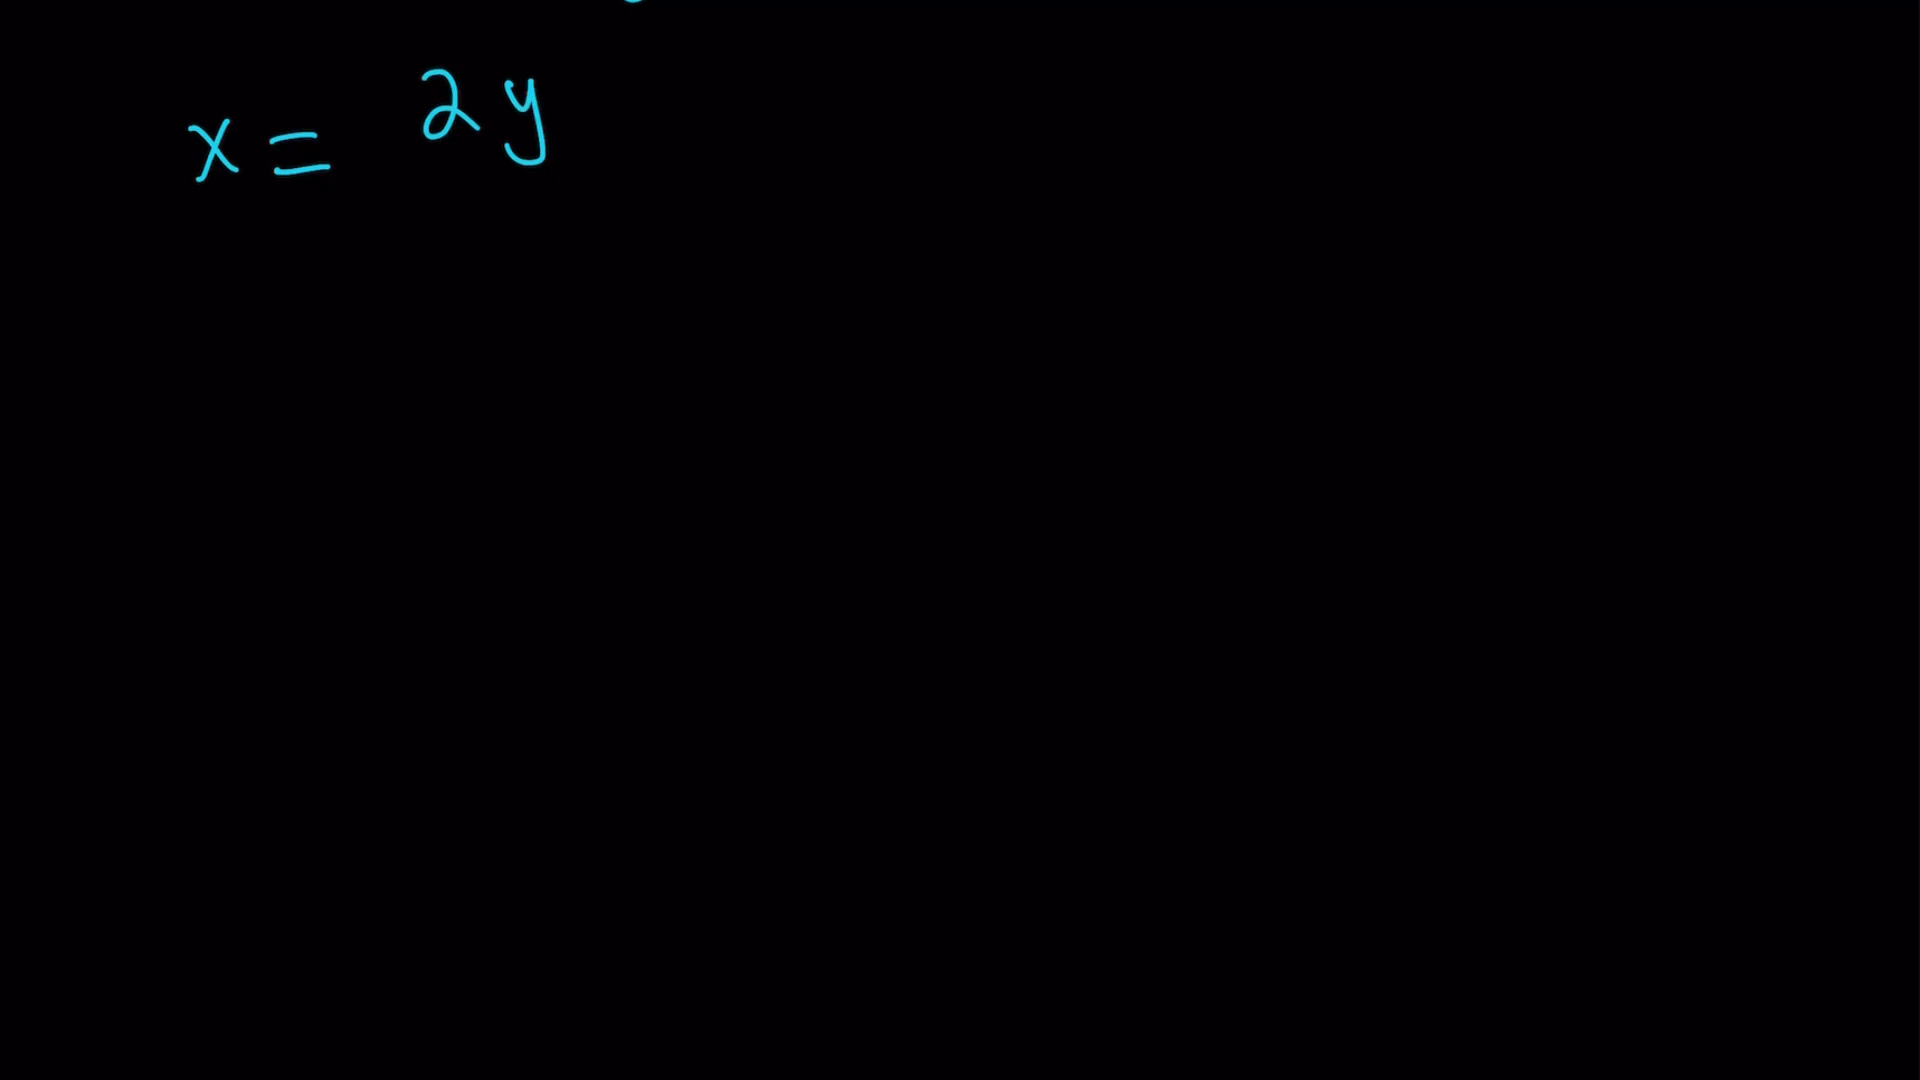 x = 2y